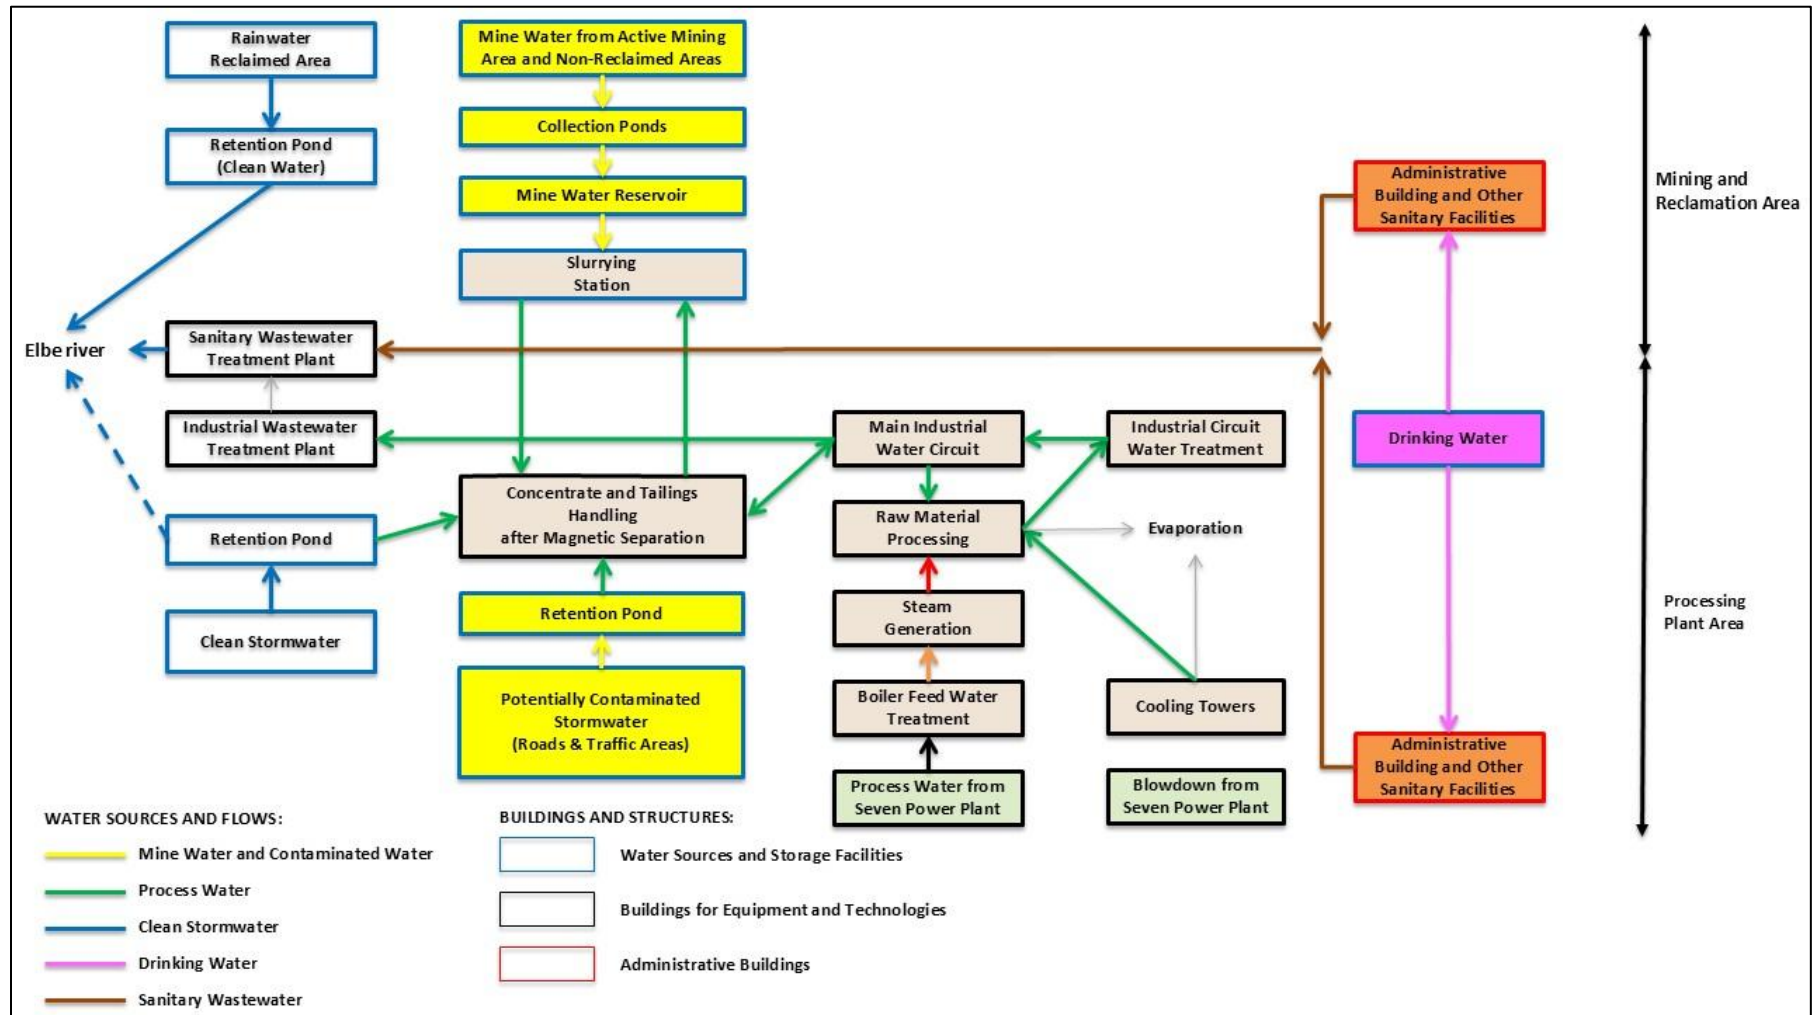 Rainwater
Reclaimed Area
Mine Water from Active Mining
Area and Non-Reclaimed Areas
Collection Ponds
Retention Pond
(Clean Water)
Mine Water Reservoir
Administrative
Building and Other
Sanitary Facilities
Mining and
Reclamation Area
Slurrying
Station
Elbe river
Sanitary Wastewater
Treatment Plant
Industrial Wastewater
Treatment Plant
Main Industrial
Water Circuit
Industrial Circuit
Water Treatment
Drinking Water
Concentrate and Tailings
Handling
after Magnetic Separation
Retention Pond
Raw Material
Processing
Evaporation
Retention Pond
Steam
Generation
Processing
Plant Area
Clean Stormwater
Potentially Contaminated
Stormwater
(Roads & Traffic Areas)
Boiler Feed Water
Treatment
Cooling Towers
Administrative
Building and Other
Sanitary Facilities
Process Water from
Seven Power Plant
Blowdown from
Seven Power Plant
WATER SOURCES AND FLOWS:
Mine Water and Contaminated Water
Process Water
Clean Stormwater
Drinking Water
Sanitary Wastewater
BUILDINGS AND STRUCTURES:
Water Sources and Storage Facilities
Buildings for Equipment and Technologies
Administrative Buildings